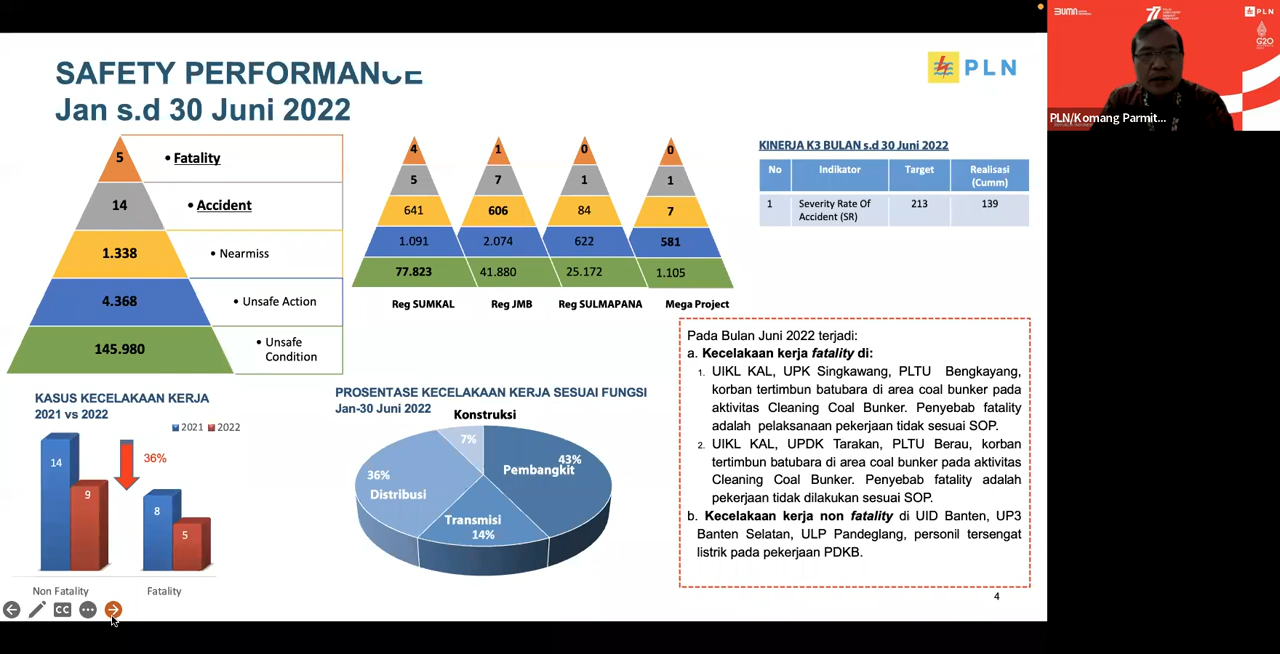 SAFETY PERFORMANCE
Jan s.d 30 Juni 2022
PLN
5
• Fatality
14
• Accident
1.338
• Nearmiss
4.368
• Unsafe Action
145.980
• Unsafe
Condition
4 1 0 0
5 7 1 1
641 606 84 7
1.091 2.074 622 581
77.823 41.880 25.172 1.105
Reg SUMKAL Reg JMB Reg SULMAPANA Mega Project
KINERJA K3 BULAN s.d 30 Juni 2022
No Indikator Target Realisasi
(Cumm)
1 Severity Rate Of 213 139
Accident (SR)
KASUS KECELAKAAN KERJA
2021 vs 2022
2021 2022
14
9
36%
8
5
Non Fatality Fatality
PROSENTASE KECELAKAAN KERJA SESUAI FUNGSI
Jan-30 Juni 2022
Konstruksi
7%
43%
Pembangkit
36%
Distribusi
Transmisi
14%
Pada Bulan Juni 2022 terjadi:
a. Kecelakaan kerja fatality di:
1. UIKL KAL, UPK Singkawang, PLTU Bengkayang,
korban tertimbun batubara di area coal bunker pada
aktivitas Cleaning Coal Bunker. Penyebab fatality
adalah pelaksanaan pekerjaan tidak sesuai SOP.
2. UIKL KAL, UPDK Tarakan, PLTU Berau, korban
tertimbun batubara di area coal bunker pada aktivitas
Cleaning Coal Bunker. Penyebab fatality adalah
pekerjaan tidak dilakukan sesuai SOP.
b. Kecelakaan kerja non fatality di UID Banten, UP3
Banten Selatan, ULP Pandeglang, personil tersengat
listrik pada pekerjaan PDKB.
4
CC
BUMN
77
PLN
G20
PLN/Komang Parmit...